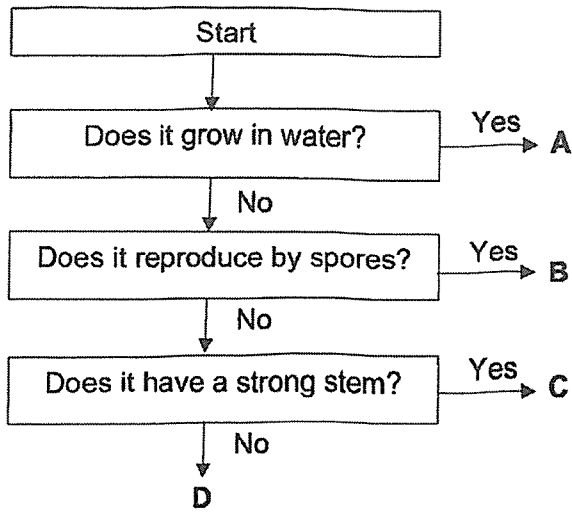 Start
Does it grow in water?
Yes
A
No
Does it reproduce by spores?
Yes
B
No
Does it have a strong stem?
Yes
C
No
D